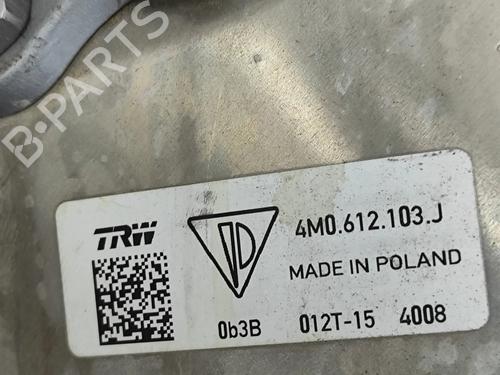 B-PARTS
TRW
4M0.612.103.J
MADE IN POLAND
0b3B 012T-15 4008